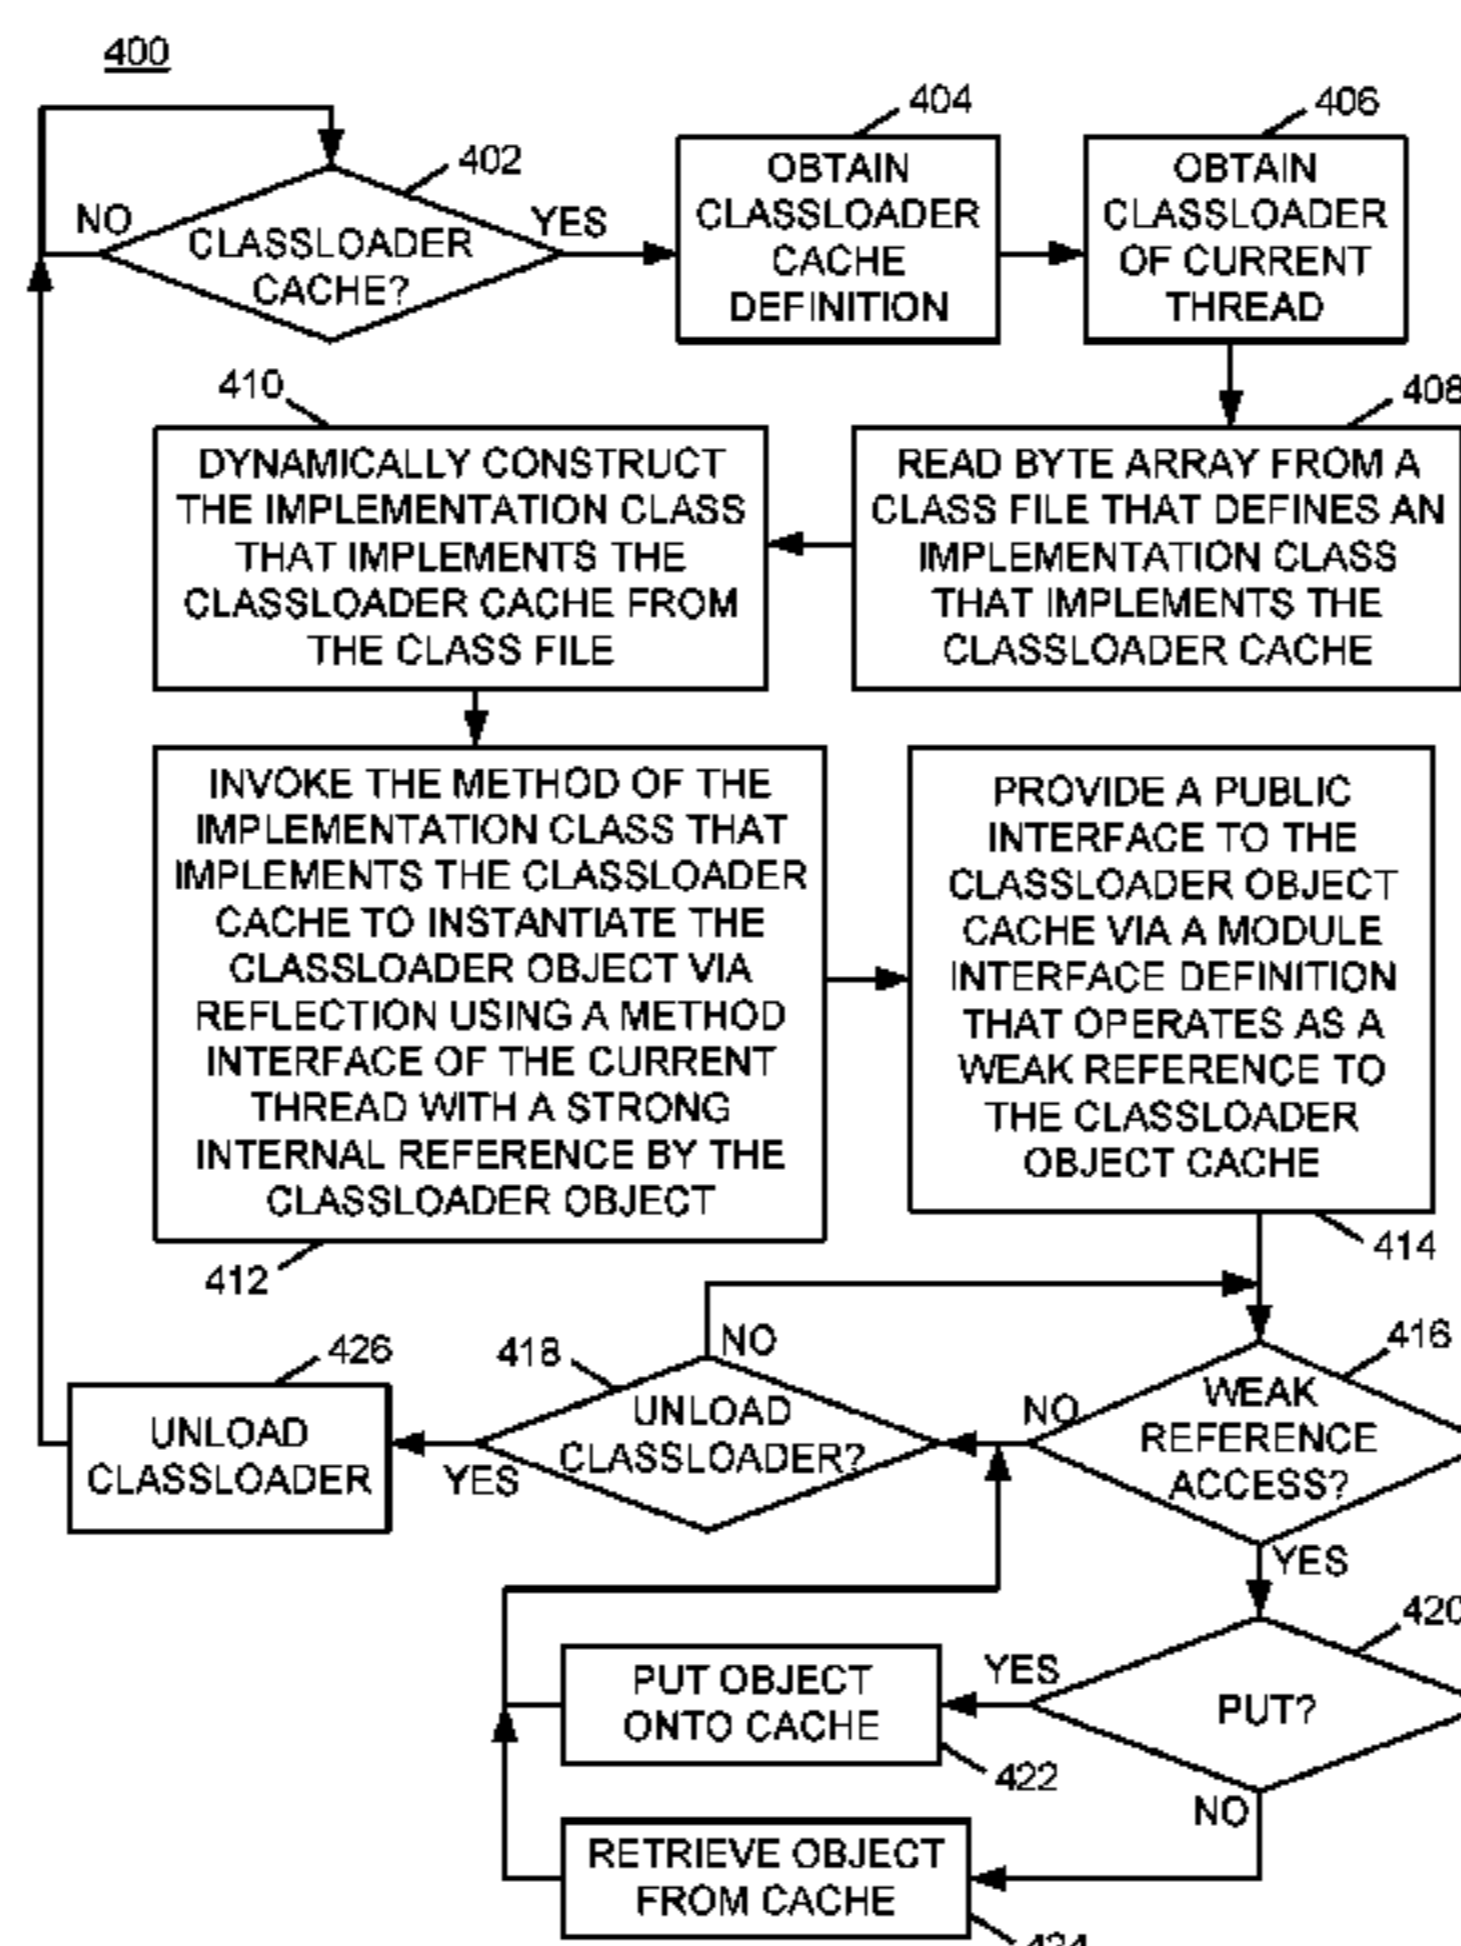 400
402
CLASSLOADER
CACHE?
NO
YES
404
OBTAIN
CLASSLOADER
CACHE
DEFINITION
406
OBTAIN
CLASSLOADER
OF CURRENT
THREAD
408
READ BYTE ARRAY FROM A
CLASS FILE THAT DEFINES AN
IMPLEMENTATION CLASS
THAT IMPLEMENTS THE
CLASSLOADER CACHE
410
DYNAMICALLY CONSTRUCT
THE IMPLEMENTATION CLASS
THAT IMPLEMENTS THE
CLASSLOADER CACHE FROM
THE CLASS FILE
INVOKE THE METHOD OF THE
IMPLEMENTATION CLASS THAT
IMPLEMENTS THE CLASSLOADER
CACHE TO INSTANTIATE THE
CLASSLOADER OBJECT VIA
REFLECTION USING A METHOD
INTERFACE OF THE CURRENT
THREAD WITH A STRONG
INTERNAL REFERENCE BY THE
CLASSLOADER OBJECT
412
PROVIDE A PUBLIC
INTERFACE TO THE
CLASSLOADER OBJECT
CACHE VIA A MODULE
INTERFACE DEFINITION
THAT OPERATES AS A
WEAK REFERENCE TO
THE CLASSLOADER
OBJECT CACHE
414
416
WEAK
REFERENCE
ACCESS?
NO
YES
418
UNLOAD
CLASSLOADER?
NO
YES
426
UNLOAD
CLASSLOADER
420
PUT?
YES
NO
PUT OBJECT
ONTO CACHE
422
RETRIEVE OBJECT
FROM CACHE